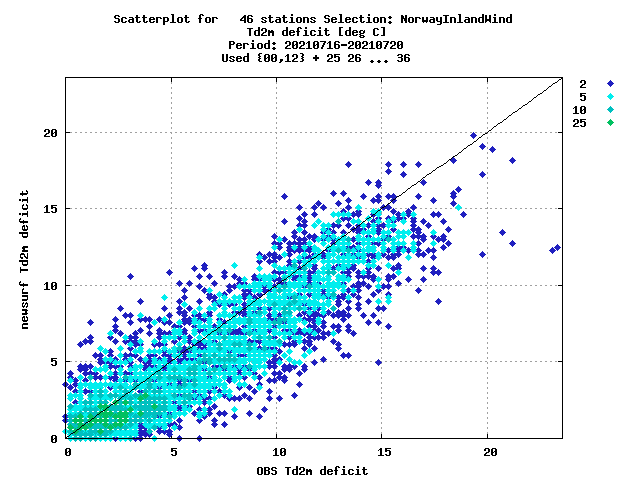 Scatterplot for   46 stations Selection: NorwayInlandWind
Td2m deficit [deg C]
Period: 20210716-20210720
Used {00,12} + 25 26 ... 36
2
5
10
25
newsurf Td2m deficit
20
15
10
5
0
0 5 10 15 20
OBS Td2m deficit